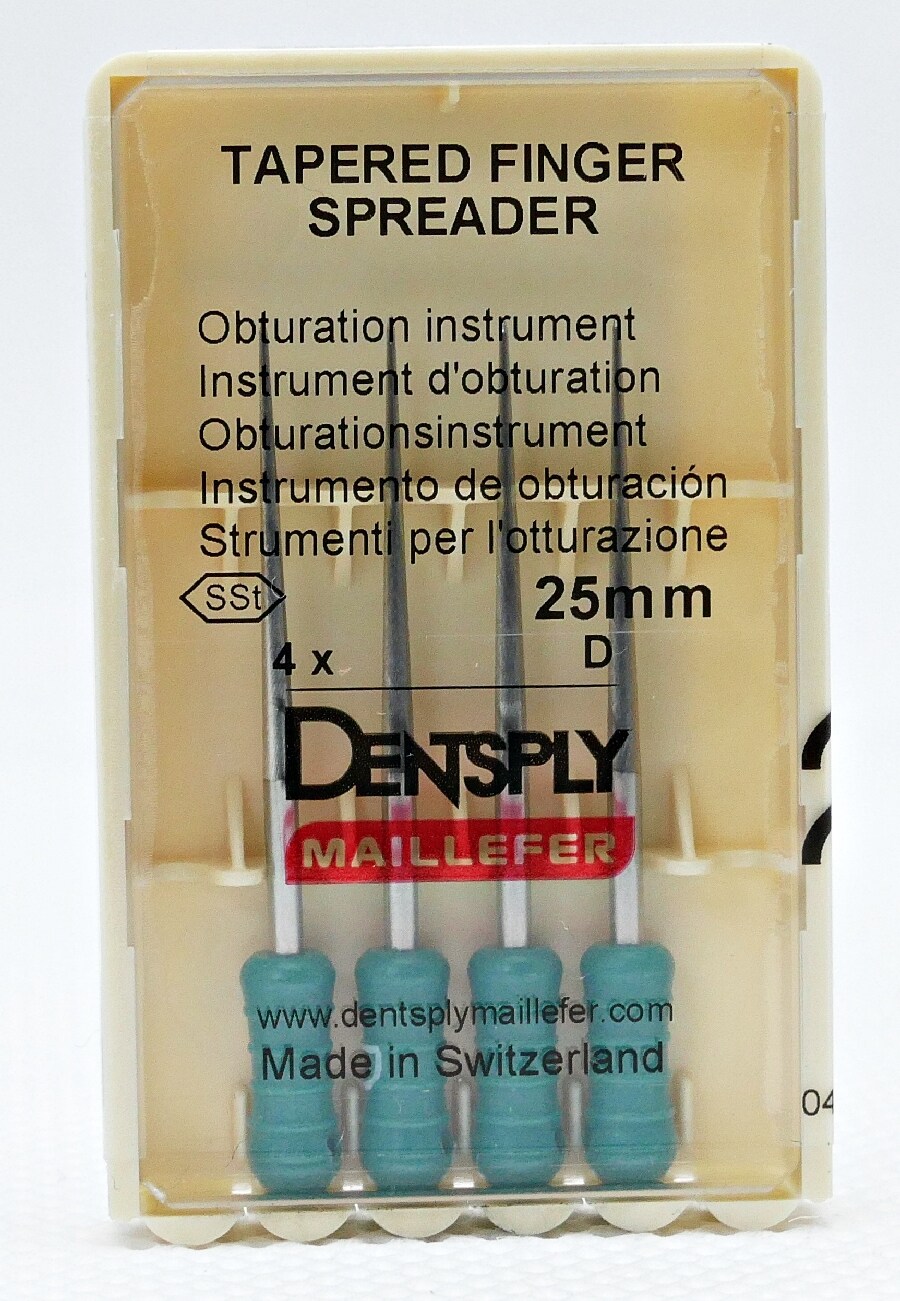 TAPERED FINGER
SPREADER
Obturation instrument
Instrument d'obturation
Obturationsinstrument
Instrumento de obturación
Strumenti per l'otturazione
SSt
25mm
4 x
D
DENTSPLY
MAILLEFER
www.dentsplymaillefer.com
Made in Switzerland
04